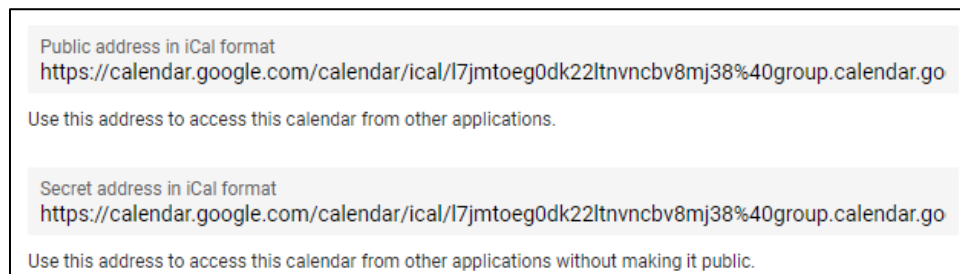 Public address in iCal format
https://calendar.google.com/calendar/ical/l7jmtoeg0dk22ltnvncbv8mj38%40group.calendar.go
Use this address to access this calendar from other applications.
Secret address in iCal format
https://calendar.google.com/calendar/ical/l7jmtoeg0dk22ltnvncbv8mj38%40group.calendar.go
Use this address to access this calendar from other applications without making it public.